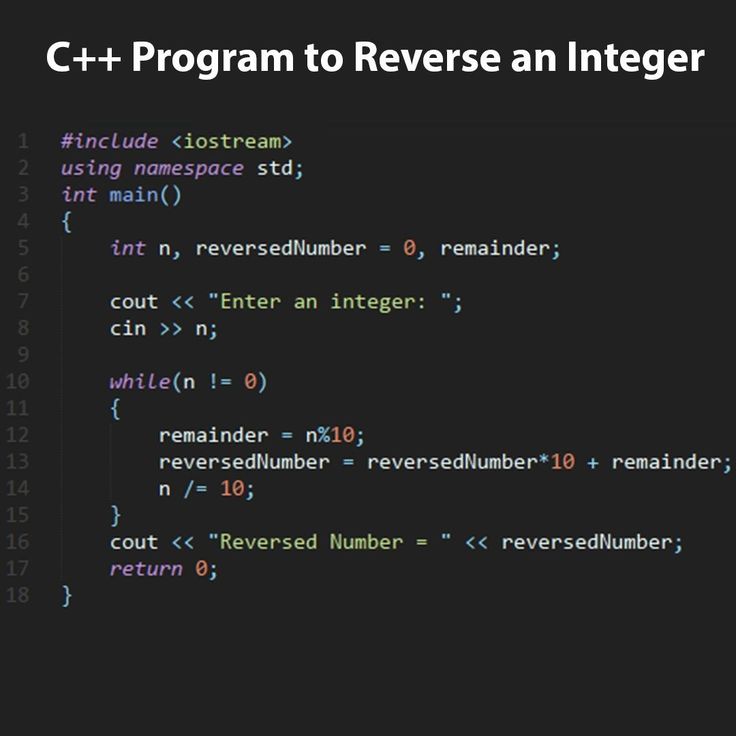 C++ Program to Reverse an Integer
1 #include <iostream>
2 using namespace std;
3 int main()
4 {
5     int n, reversedNumber = 0, remainder;
6
7     cout << "Enter an integer: ";
8     cin >> n;
9
10     while(n != 0)
11     {
12         remainder = n%10;
13         reversedNumber = reversedNumber*10 + remainder;
14         n /= 10;
15     }
16     cout << "Reversed Number = " << reversedNumber;
17     return 0;
18 }